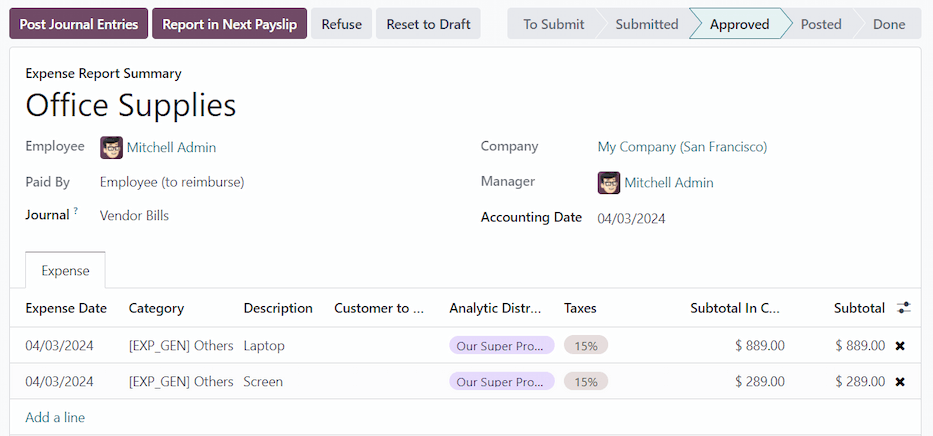 Post Journal Entries Report in Next Payslip Refuse Reset to Draft To Submit Submitted Approved Posted Done
Expense Report Summary
Office Supplies
Employee Mitchell Admin Company My Company (San Francisco)
Paid By Employee (to reimburse) Manager Mitchell Admin
Journal ? Vendor Bills Accounting Date 04/03/2024
Expense
Expense Date Category Description Customer to ... Analytic Distr... Taxes Subtotal In C... Subtotal
04/03/2024 [EXP_GEN] Others Laptop Our Super Pro... 15% $ 889.00 $ 889.00
04/03/2024 [EXP_GEN] Others Screen Our Super Pro... 15% $ 289.00 $ 289.00
Add a line